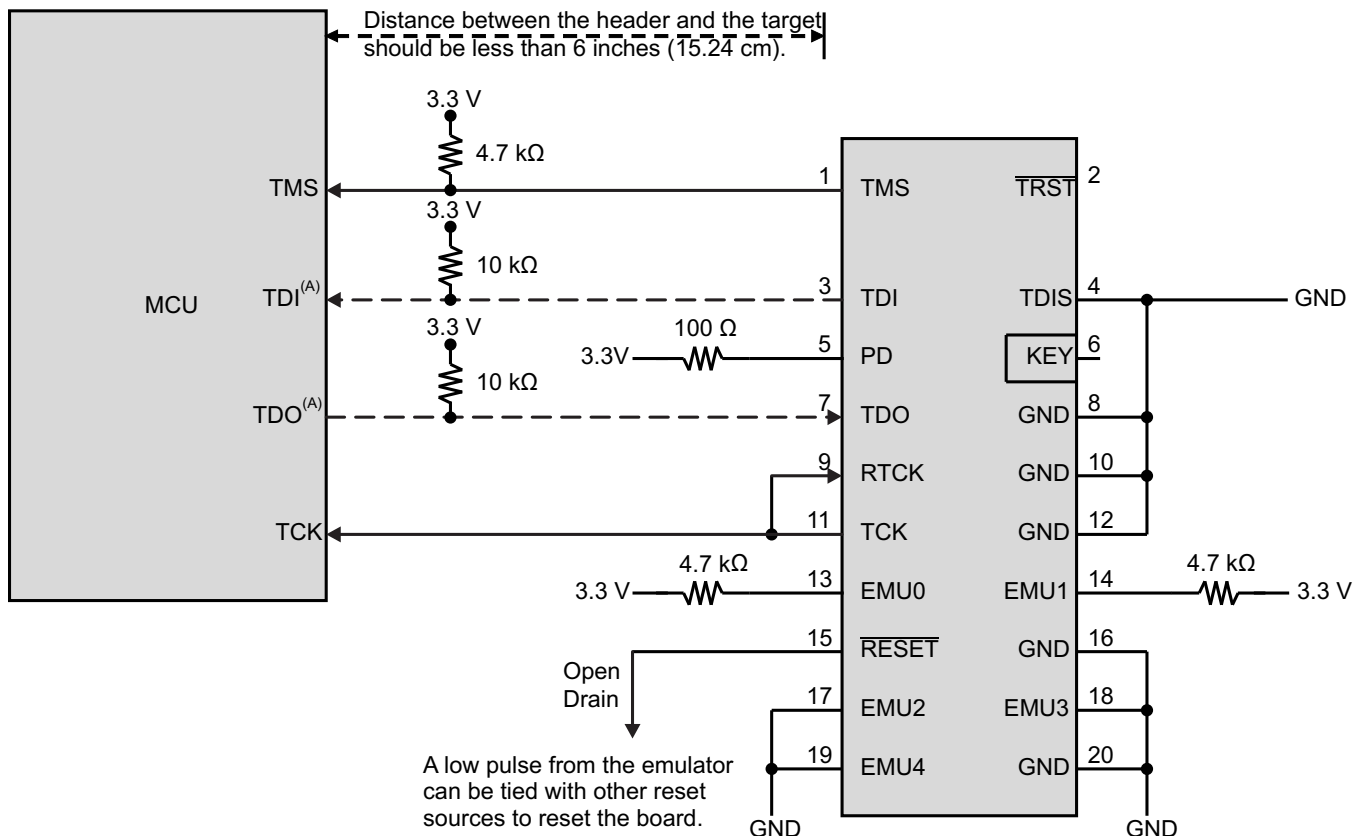 Distance between the header and the target
should be less than 6 inches (15.24 cm).
3.3 V
4.7 kΩ
TMS
1
TMS
TRST
2
3.3 V
10 kΩ
MCU
TDI(A)
3
TDI
TDIS
4
GND
3.3 V
100 Ω
3.3V
5
PD
KEY
6
10 kΩ
TDO(A)
7
TDO
GND
8
9
RTCK
GND
10
TCK
11
TCK
GND
12
3.3 V
4.7 kΩ
13
EMU0
EMU1
14
4.7 kΩ
3.3 V
15
RESET
GND
16
Open
Drain
17
EMU2
EMU3
18
19
EMU4
GND
20
A low pulse from the emulator
can be tied with other reset
sources to reset the board.
GND
GND